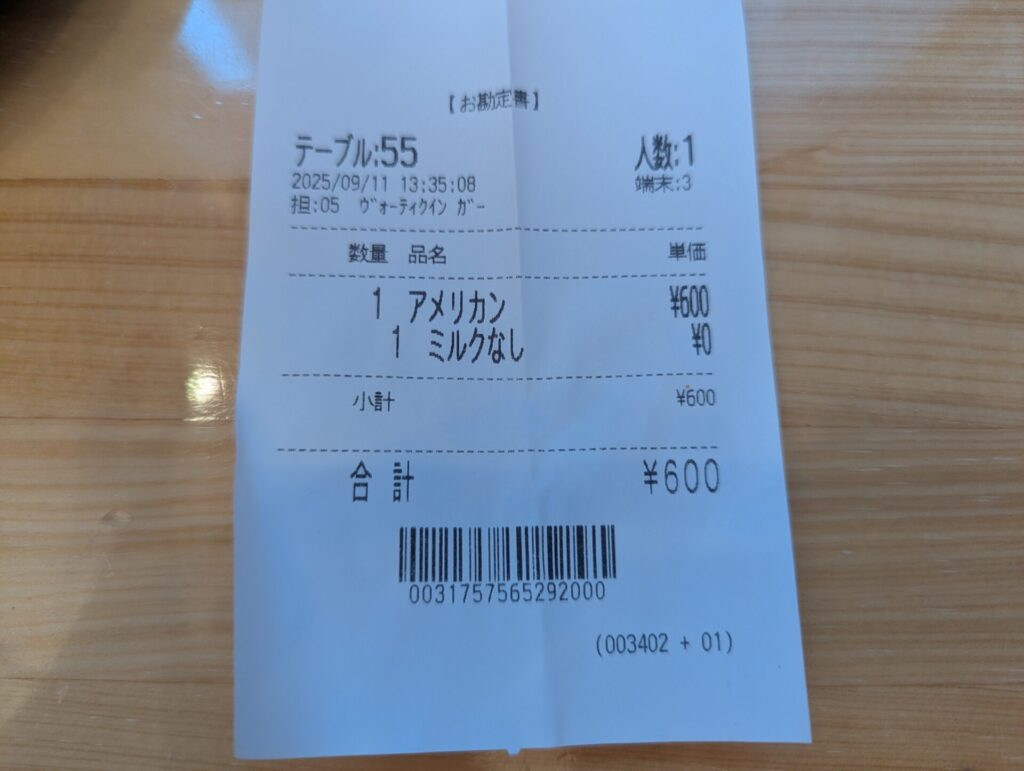 【お勘定書】
テーブル:55 人数:1
2025/09/11 13:35:08 端末:3
担:05 ヴォーティクイン ガー
数量 品名 単価
1 アメリカン ¥600
1 ミルクなし ¥0
小計 ¥600
合計 ¥600
0031757565292000
(003402 + 01)